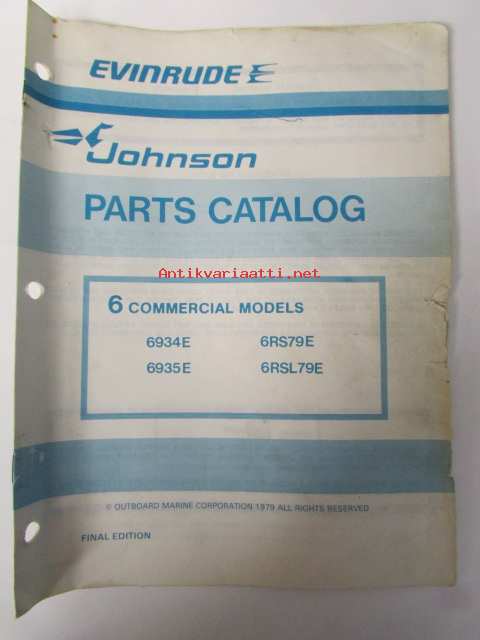 EVINRUDE
Johnson
PARTS CATALOG
Antikvariaatti.net
6 COMMERCIAL MODELS
6934E 6RS79E
6935E 6RSL79E
© OUTBOARD MARINE CORPORATION 1979 ALL RIGHTS RESERVED
FINAL EDITION